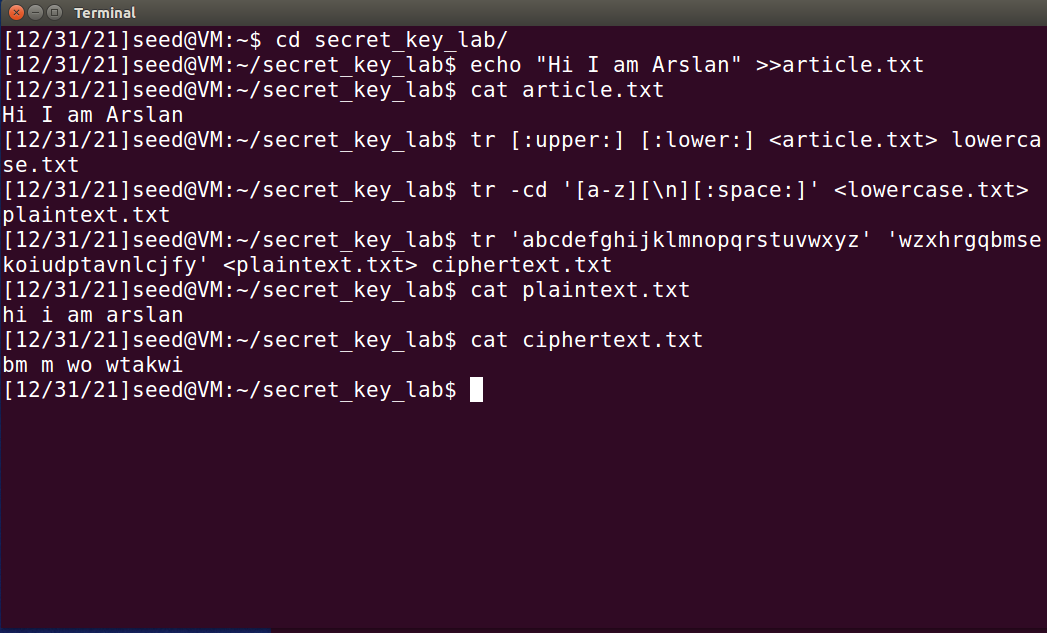 Terminal
[12/31/21]seed@VM:~$ cd secret_key_lab/
[12/31/21]seed@VM:~/secret_key_lab$ echo "Hi I am Arslan" >>article.txt
[12/31/21]seed@VM:~/secret_key_lab$ cat article.txt
Hi I am Arslan
[12/31/21]seed@VM:~/secret_key_lab$ tr [:upper:] [:lower:] <article.txt> lowerca
se.txt
[12/31/21]seed@VM:~/secret_key_lab$ tr -cd '[a-z][\n][:space:]' <lowercase.txt>
plaintext.txt
[12/31/21]seed@VM:~/secret_key_lab$ tr 'abcdefghijklmnopqrstuvwxyz' 'wzxhrgqbmse
koiudptavnlcjfy' <plaintext.txt> ciphertext.txt
[12/31/21]seed@VM:~/secret_key_lab$ cat plaintext.txt
hi i am arslan
[12/31/21]seed@VM:~/secret_key_lab$ cat ciphertext.txt
bm m wo wtakwi
[12/31/21]seed@VM:~/secret_key_lab$